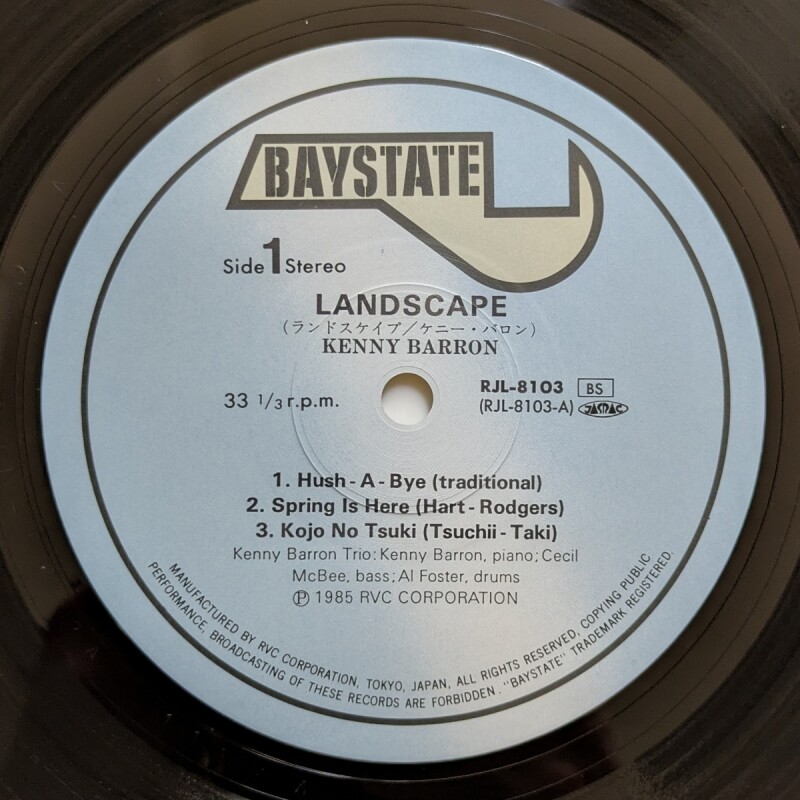 BAYSTATE
Side 1 Stereo
LANDSCAPE
(ランドスケイプ/ケニー・バロン)
KENNY BARRON
33 1/3 r.p.m.
RJL-8103 BS
(RJL-8103-A) JASRAC
1. Hush-A-Bye (traditional)
2. Spring Is Here (Hart-Rodgers)
3. Kojo No Tsuki (Tsuchii-Taki)
Kenny Barron Trio: Kenny Barron, piano; Cecil
McBee, bass; Al Foster, drums
Ⓟ 1985 RVC CORPORATION
MANUFACTURED BY RVC CORPORATION, TOKYO, JAPAN, ALL RIGHTS RESERVED, COPYING PUBLIC
PERFORMANCE, BROADCASTING OF THESE RECORDS ARE FORBIDDEN. "BAYSTATE" TRADEMARK REGISTERED.